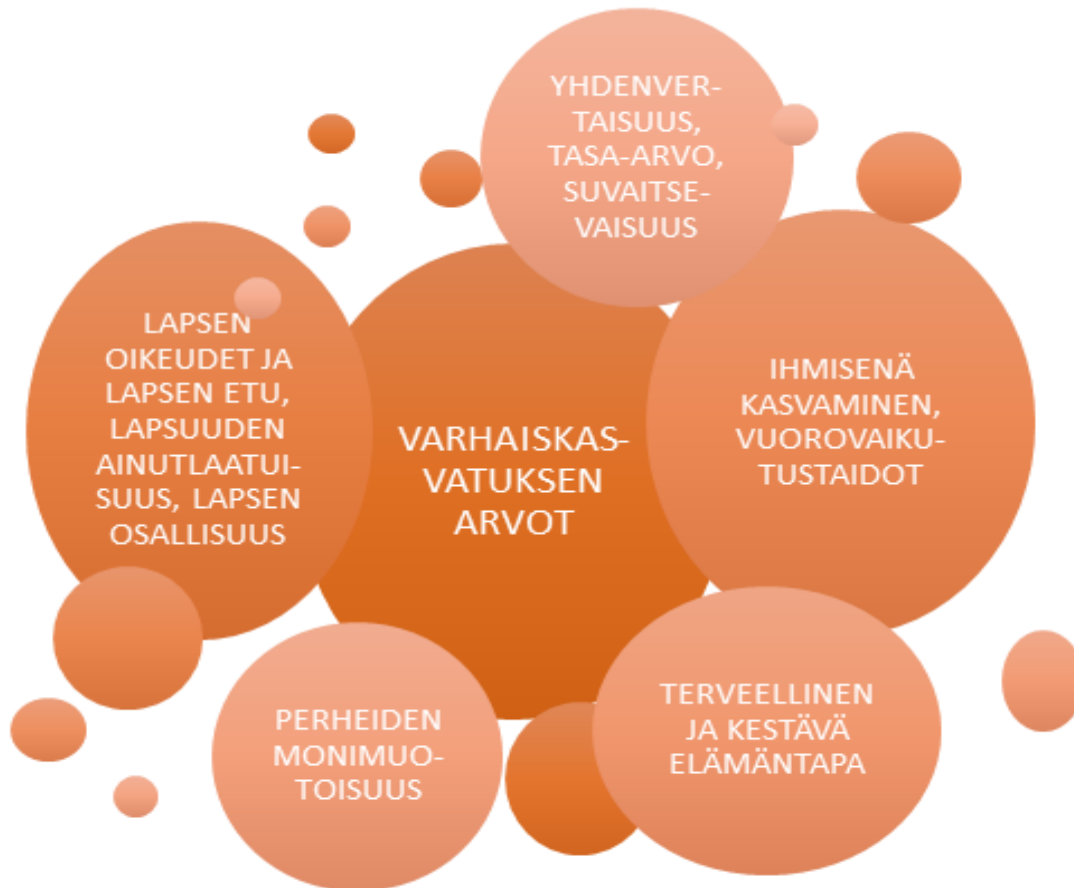 YHDENVER-
TAISUUS,
TASA-ARVO,
SUVAITSE-
VAISUUS
LAPSEN
OIKEUDET JA
LAPSEN ETU,
LAPSUUDEN
AINUTLAATUI-
SUUS, LAPSEN
OSALLISUUS
VARHAISKAS-
VATUKSEN
ARVOT
IHMISENÄ
KASVAMINEN,
VUOROVAIKU-
TUSTAIDOT
PERHEIDEN
MONIMUO-
TOISUUS
TERVEELLINEN
JA KESTÄVÄ
ELÄMÄNTAPA